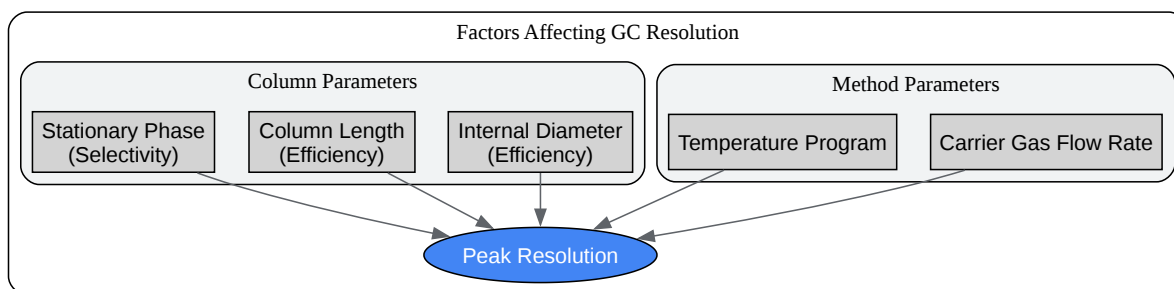 Factors Affecting GC Resolution
Column Parameters
Stationary Phase
(Selectivity)
Column Length
(Efficiency)
Internal Diameter
(Efficiency)
Method Parameters
Temperature Program
Carrier Gas Flow Rate
Peak Resolution